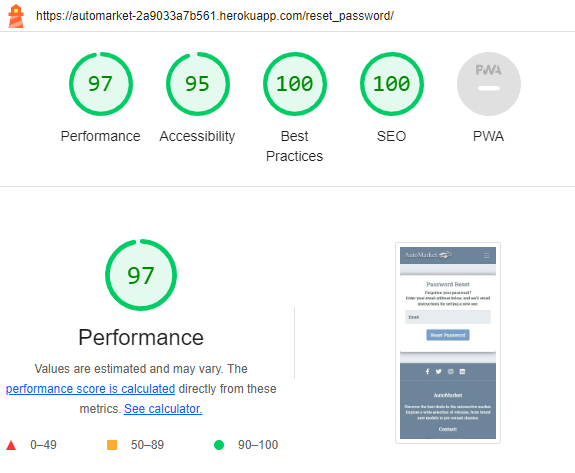 https://automarket-2a9033a7b561.herokuapp.com/reset_password/
97 95 100 100 PWA
Performance Accessibility Best Practices SEO PWA
97
Performance
Values are estimated and may vary. The
performance score is calculated directly from these
metrics. See calculator.
0–49 50–89 90–100
AutoMarket
Password Reset
Forgotten your password?
Enter your email address below, and we'll email
instructions for setting a new one.
Email
Reset Password
AutoMarket
Discover the best deals in the automotive market.
Explore a wide selection of vehicles, from brand
new models to pre-owned classics.
Contact: